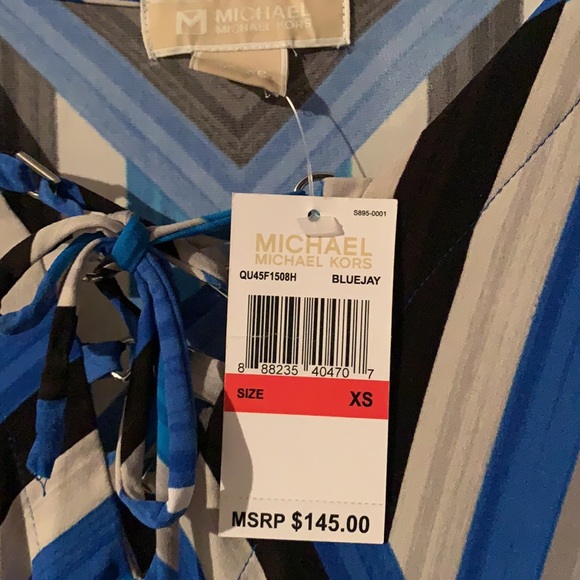 M MICHAEL
MICHAEL KORS
S895-0001
MICHAEL
MICHAEL KORS
QU45F1508H BLUEJAY
8 88235 40470 7
SIZE XS
MSRP $145.00